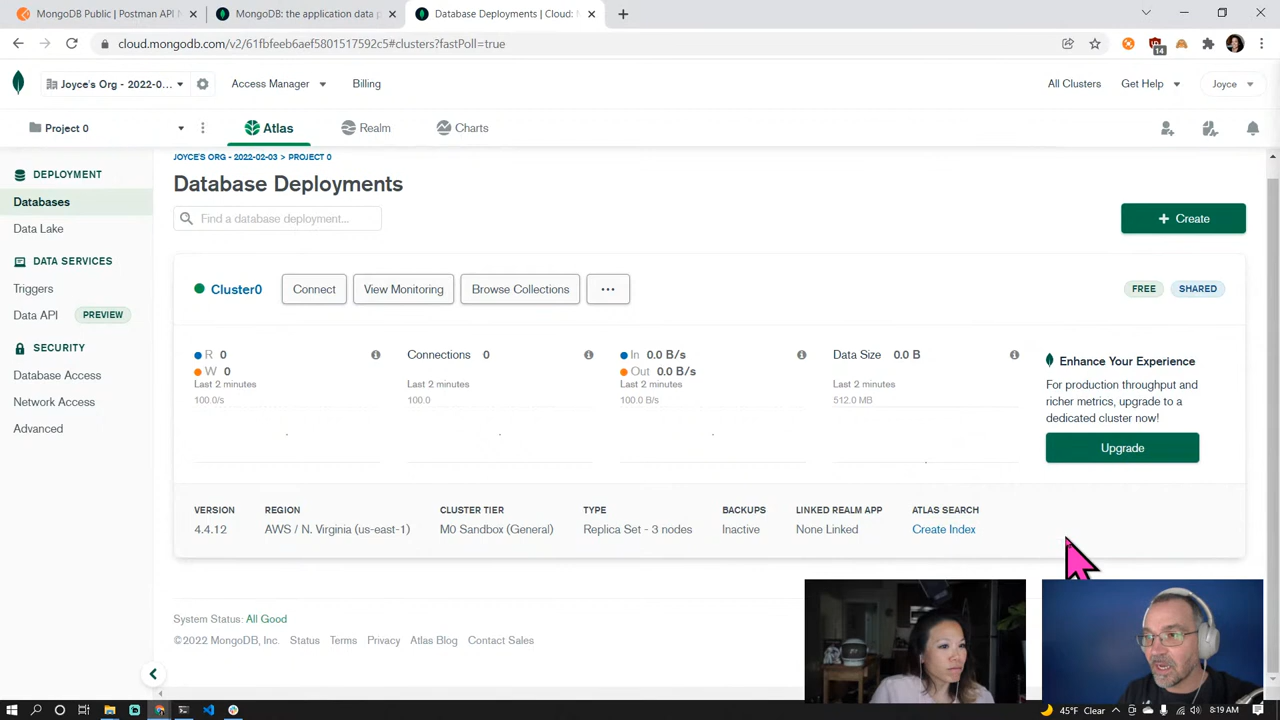 MongoDB Public | Postman API N
MongoDB: the application data p
Database Deployments | Cloud: M
cloud.mongodb.com/v2/61fbfeeb6aef5801517592c5#clusters?fastPoll=true
14
Joyce's Org - 2022-0...
Access Manager
Billing
All Clusters
Get Help
Joyce
Project 0
Atlas
Realm
Charts
JOYCE'S ORG - 2022-02-03 > PROJECT 0
DEPLOYMENT
Databases
Data Lake
DATA SERVICES
Triggers
Data API PREVIEW
SECURITY
Database Access
Network Access
Advanced
Database Deployments
Find a database deployment...
+ Create
Cluster0
Connect
View Monitoring
Browse Collections
...
FREE
SHARED
R 0
W 0
Last 2 minutes
100.0/s
Connections 0
Last 2 minutes
100.0
In 0.0 B/s
Out 0.0 B/s
Last 2 minutes
100.0 B/s
Data Size 0.0 B
Last 2 minutes
512.0 MB
Enhance Your Experience
For production throughput and
richer metrics, upgrade to a
dedicated cluster now!
Upgrade
VERSION
4.4.12
REGION
AWS / N. Virginia (us-east-1)
CLUSTER TIER
M0 Sandbox (General)
TYPE
Replica Set - 3 nodes
BACKUPS
Inactive
LINKED REALM APP
None Linked
ATLAS SEARCH
Create Index
System Status: All Good
©2022 MongoDB, Inc. Status Terms Privacy Atlas Blog Contact Sales
45°F Clear
8:19 AM